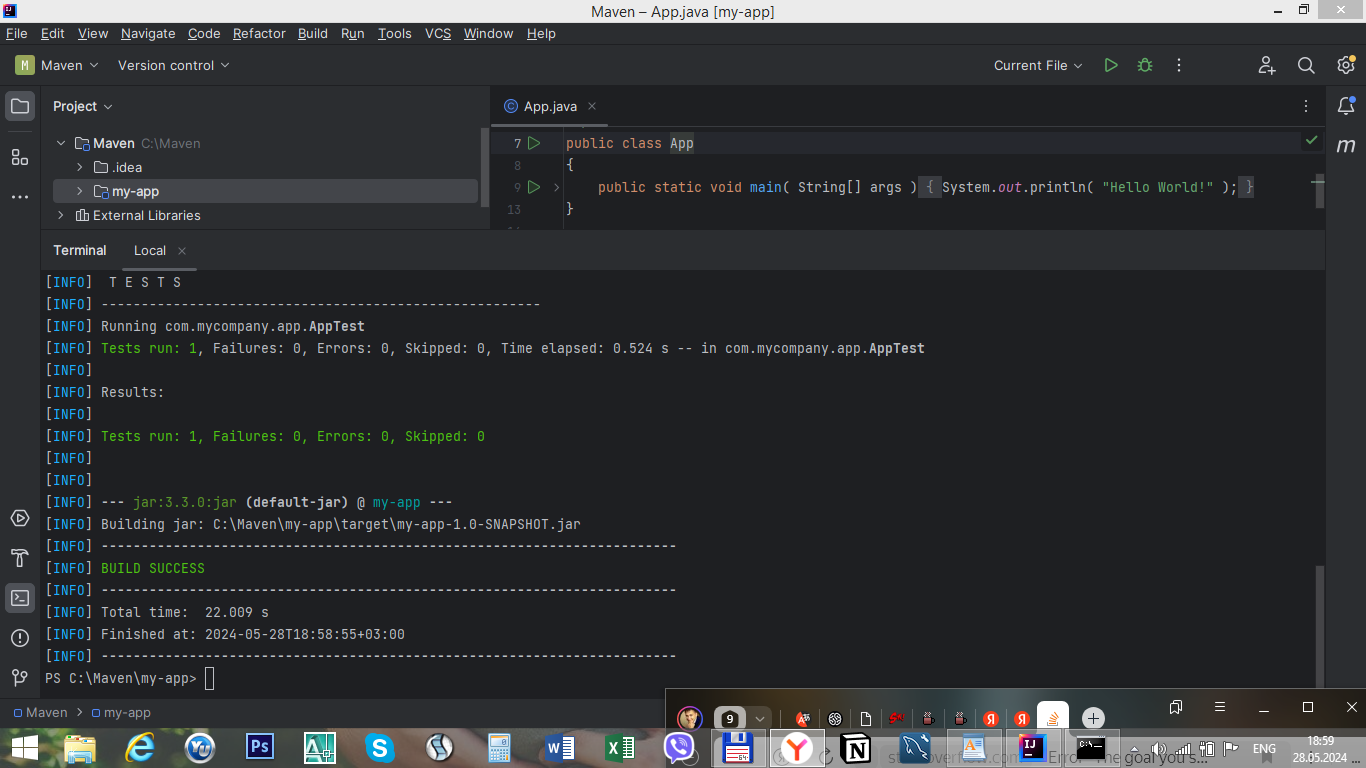 Maven – App.java [my-app]
File Edit View Navigate Code Refactor Build Run Tools VCS Window Help
M Maven Version control Current File
Project
App.java
Maven C:\Maven
.idea
my-app
External Libraries
7 public class App
8 {
9 public static void main( String[] args ) { System.out.println( "Hello World!" ); }
13 }
Terminal Local
[INFO]  T E S T S
[INFO] -------------------------------------------------------
[INFO] Running com.mycompany.app.AppTest
[INFO] Tests run: 1, Failures: 0, Errors: 0, Skipped: 0, Time elapsed: 0.524 s -- in com.mycompany.app.AppTest
[INFO]
[INFO] Results:
[INFO]
[INFO] Tests run: 1, Failures: 0, Errors: 0, Skipped: 0
[INFO]
[INFO]
[INFO] --- jar:3.3.0:jar (default-jar) @ my-app ---
[INFO] Building jar: C:\Maven\my-app\target\my-app-1.0-SNAPSHOT.jar
[INFO] ------------------------------------------------------------------------
[INFO] BUILD SUCCESS
[INFO] ------------------------------------------------------------------------
[INFO] Total time:  22.009 s
[INFO] Finished at: 2024-05-28T18:58:55+03:00
[INFO] ------------------------------------------------------------------------
PS C:\Maven\my-app>
Maven my-app
9
ENG
18:59
28.05.2024